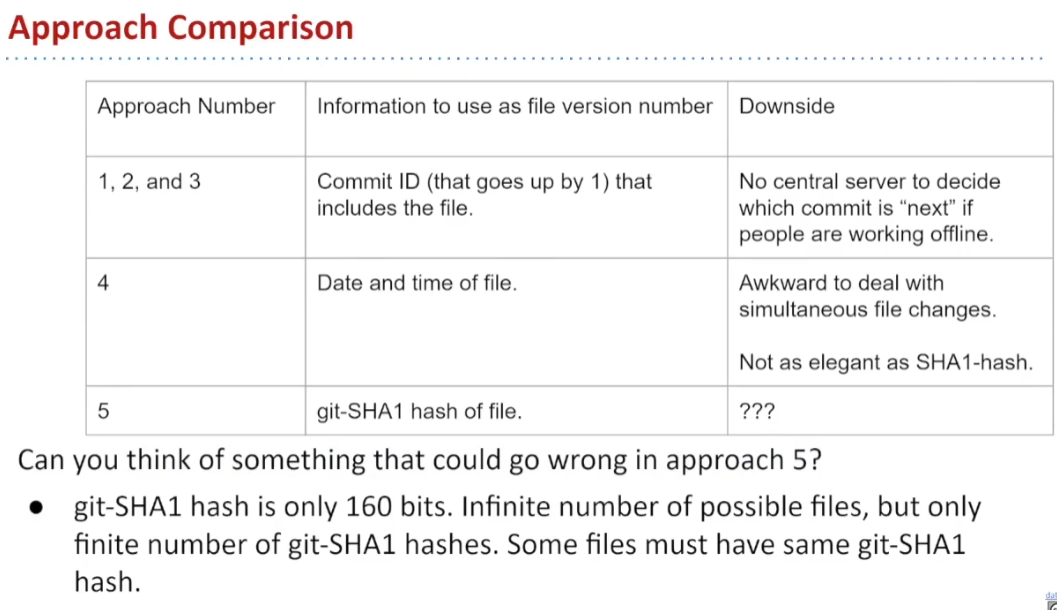 Approach Comparison
Approach Number
Information to use as file version number
Downside
1, 2, and 3
Commit ID (that goes up by 1) that
includes the file.
No central server to decide
which commit is “next” if
people are working offline.
4
Date and time of file.
Awkward to deal with
simultaneous file changes.
Not as elegant as SHA1-hash.
5
git-SHA1 hash of file.
???
Can you think of something that could go wrong in approach 5?
● git-SHA1 hash is only 160 bits. Infinite number of possible files, but only
finite number of git-SHA1 hashes. Some files must have same git-SHA1
hash.